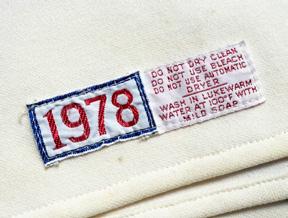 1978
DO NOT DRY CLEAN
DO NOT USE BLEACH
DO NOT USE AUTOMATIC
DRYER
WASH IN LUKEWARM
WATER AT 100°F WITH
MILD SOAP